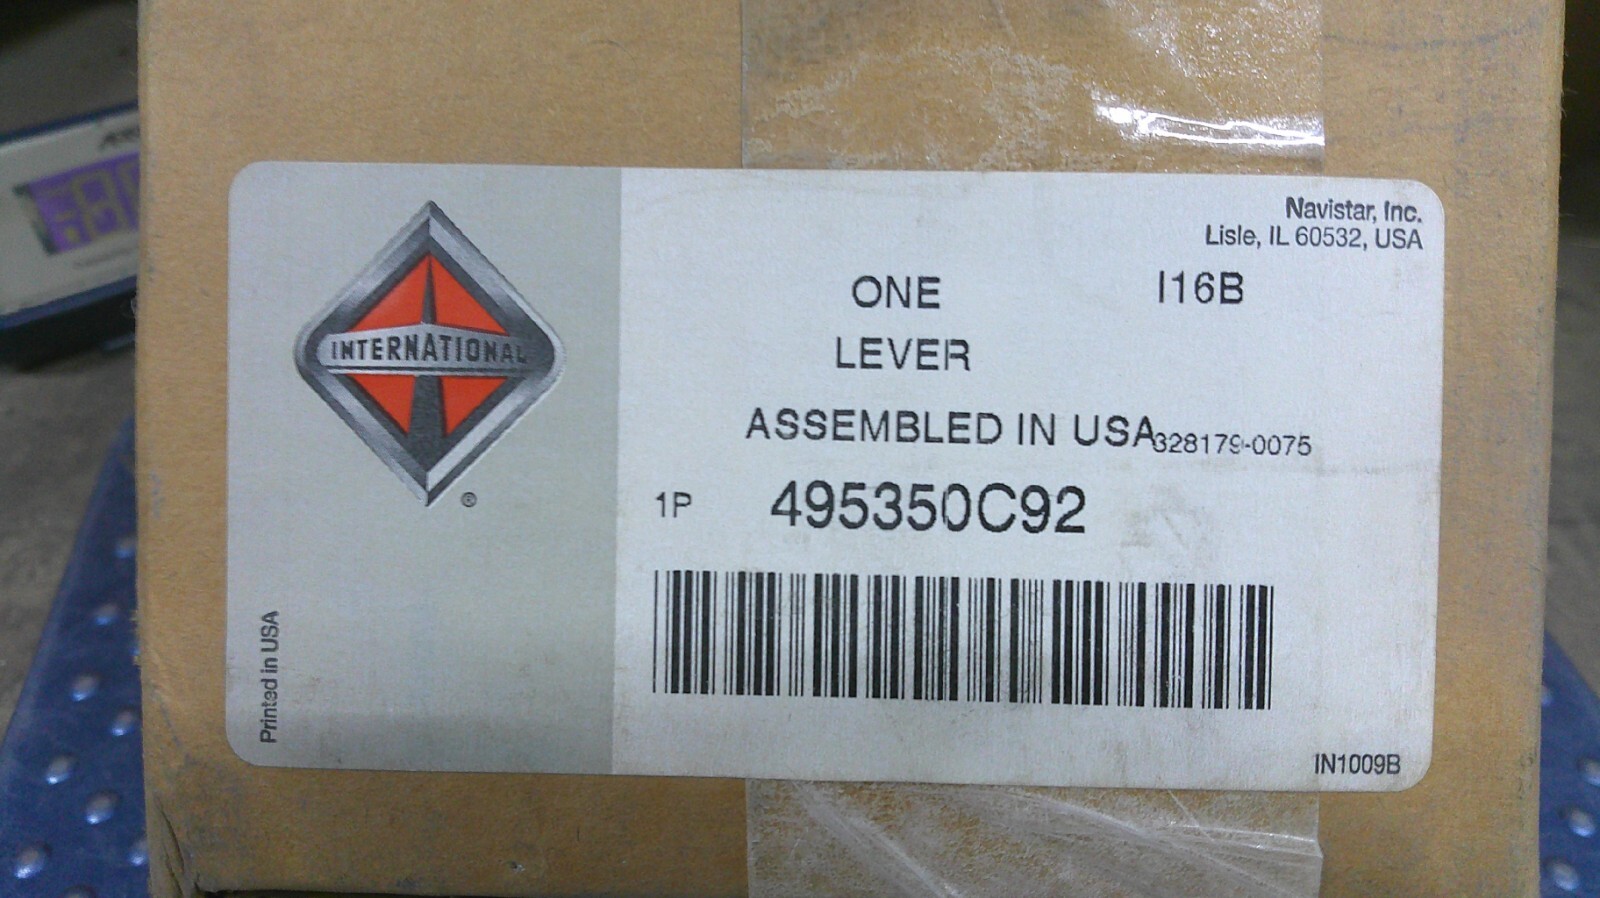 Navistar, Inc.
Lisle, IL 60532, USA
ONE I16B
LEVER
INTERNATIONAL
®
ASSEMBLED IN USA 328179-0075
1P 495350C92
Printed in USA
IN1009B